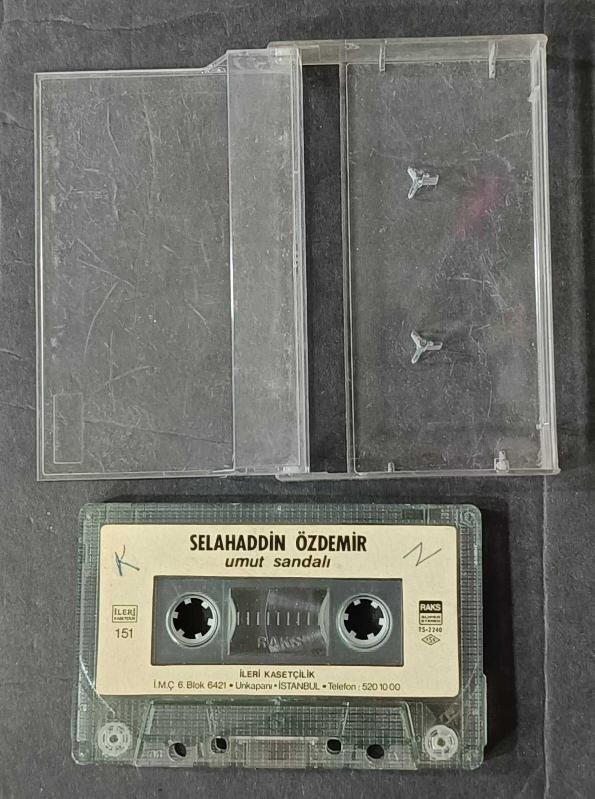 SELAHADDİN ÖZDEMİR
umut sandalı
K
N
İLERİ
KASETÇİLİK
151
RAKS
SUPER
STEREO
TS-2240
TSE
RAKS
İLERİ KASETÇİLİK
İ.M.Ç 6. Blok 6421 • Unkapanı • İSTANBUL • Telefon : 520 10 00